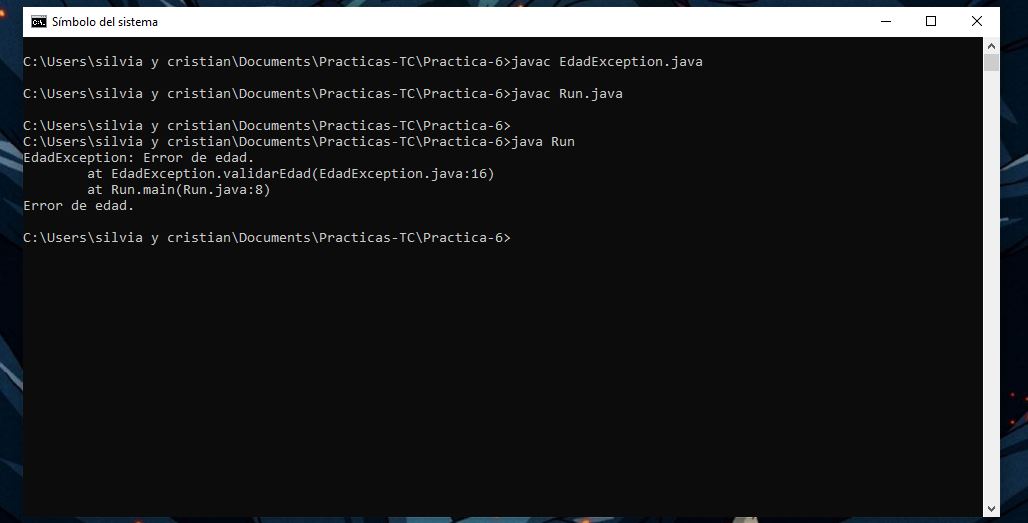 Símbolo del sistema
C:\Users\silvia y cristian\Documents\Practicas-TC\Practica-6>javac EdadException.java
C:\Users\silvia y cristian\Documents\Practicas-TC\Practica-6>javac Run.java
C:\Users\silvia y cristian\Documents\Practicas-TC\Practica-6>
C:\Users\silvia y cristian\Documents\Practicas-TC\Practica-6>java Run
EdadException: Error de edad.
        at EdadException.validarEdad(EdadException.java:16)
        at Run.main(Run.java:8)
Error de edad.
C:\Users\silvia y cristian\Documents\Practicas-TC\Practica-6>